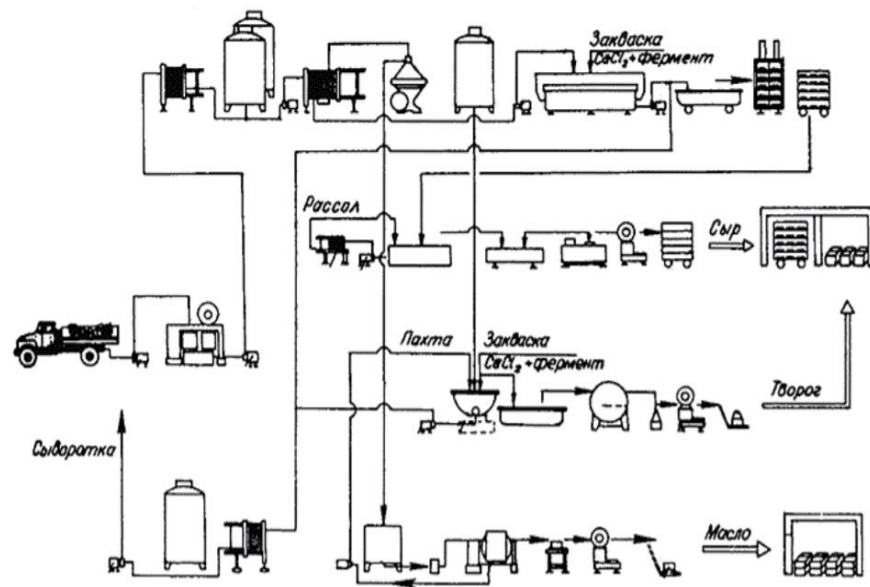 Закваска
CaCl₂+фермент
Рассол
Сыр
Пахта
Закваска
CaCl₂+фермент
Творог
Сыворотка
Масло